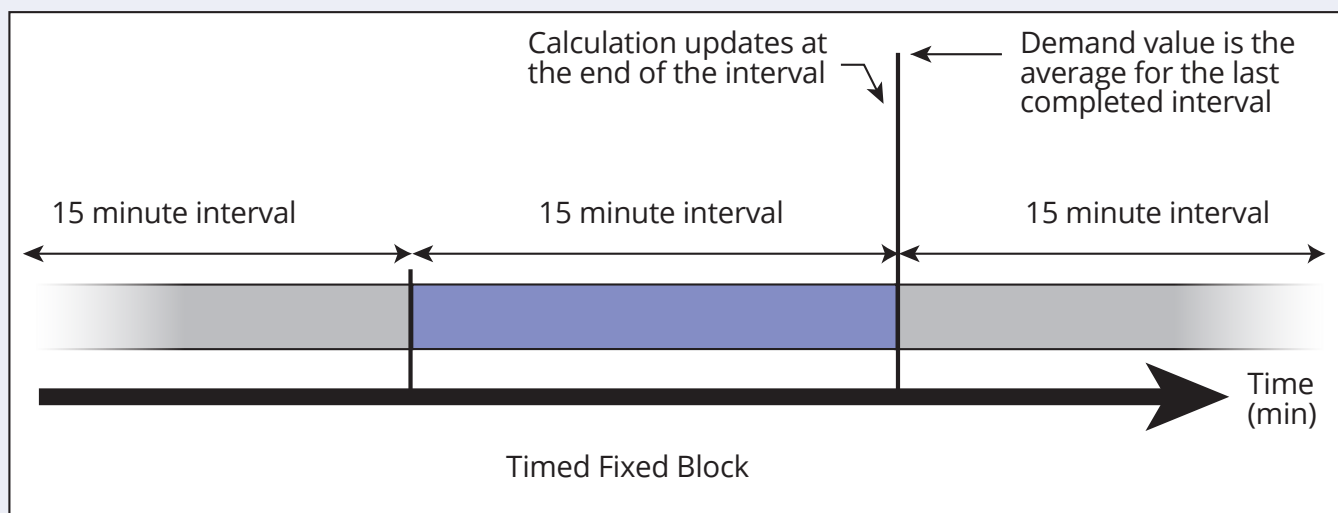 Calculation updates at
the end of the interval
Demand value is the
average for the last
completed interval
15 minute interval
15 minute interval
15 minute interval
Time
(min)
Timed Fixed Block